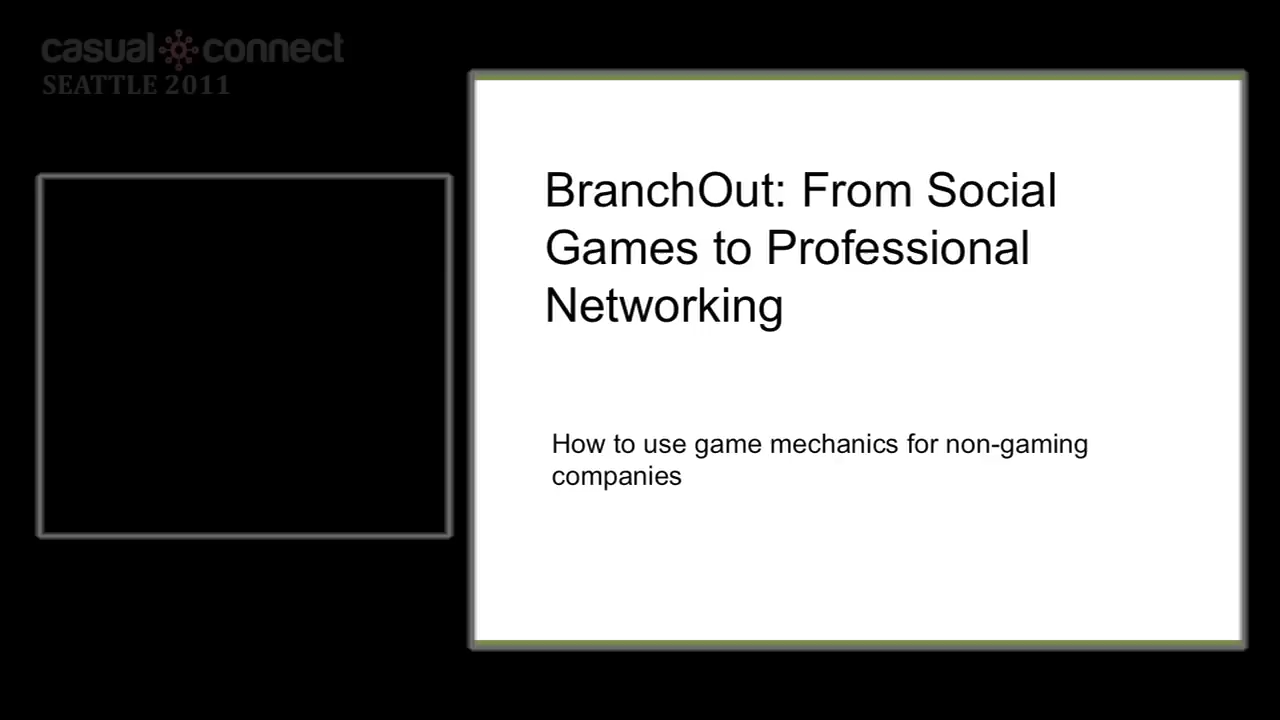 casual connect
SEATTLE 2011
BranchOut: From Social
Games to Professional
Networking
How to use game mechanics for non-gaming
companies